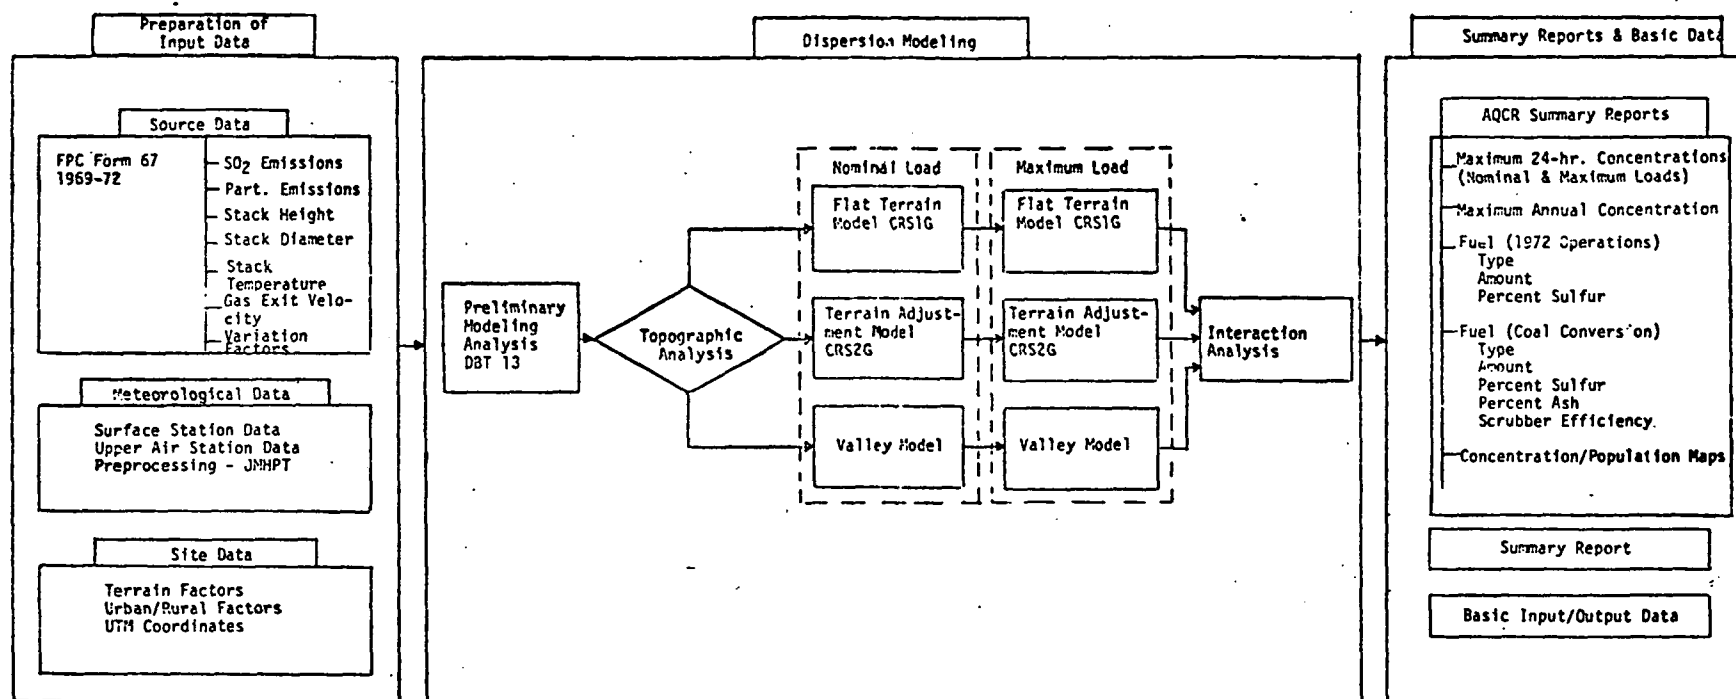 Preparation of
Input Data
Source Data
FPC Form 67
1969-72
SO2 Emissions
Part. Emissions
Stack Height
Stack Diameter
Stack
Temperature
Gas Exit Velo-
city
Variation
Factors
Meteorological Data
Surface Station Data
Upper Air Station Data
Preprocessing - JMHPT
Site Data
Terrain Factors
Urban/Rural Factors
UTM Coordinates
Dispersion Modeling
Preliminary
Modeling
Analysis
DBT 13
Topographic
Analysis
Nominal Load
Flat Terrain
Model CRS1G
Terrain Adjust-
ment Model
CRS2G
Valley Model
Maximum Load
Flat Terrain
Model CRS1G
Terrain Adjust-
ment Model
CRS2G
Valley Model
Interaction
Analysis
Summary Reports & Basic Data
AQCR Summary Reports
Maximum 24-hr. Concentrations
(Nominal & Maximum Loads)
Maximum Annual Concentration
Fuel (1972 Operations)
Type
Amount
Percent Sulfur
Fuel (Coal Conversion)
Type
Amount
Percent Sulfur
Percent Ash
Scrubber Efficiency
Concentration/Population Maps
Summary Report
Basic Input/Output Data